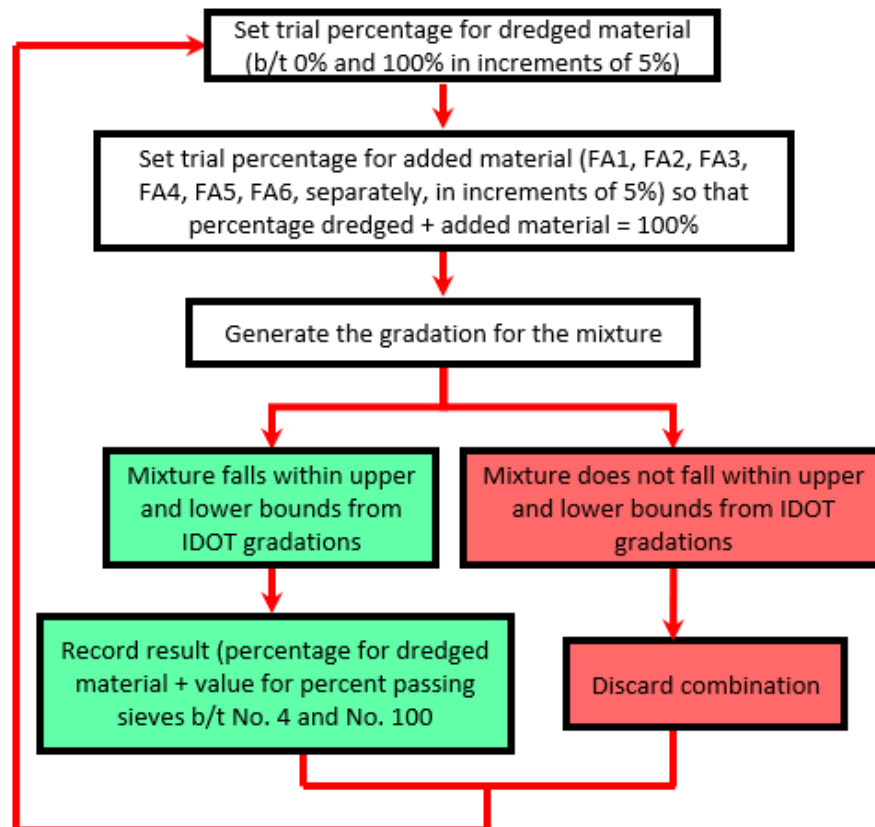 Set trial percentage for dredged material
(b/t 0% and 100% in increments of 5%)
Set trial percentage for added material (FA1, FA2, FA3,
FA4, FA5, FA6, separately, in increments of 5%) so that
percentage dredged + added material = 100%
Generate the gradation for the mixture
Mixture falls within upper
and lower bounds from
IDOT gradations
Mixture does not fall within upper
and lower bounds from IDOT
gradations
Record result (percentage for dredged
material + value for percent passing
sieves b/t No. 4 and No. 100
Discard combination